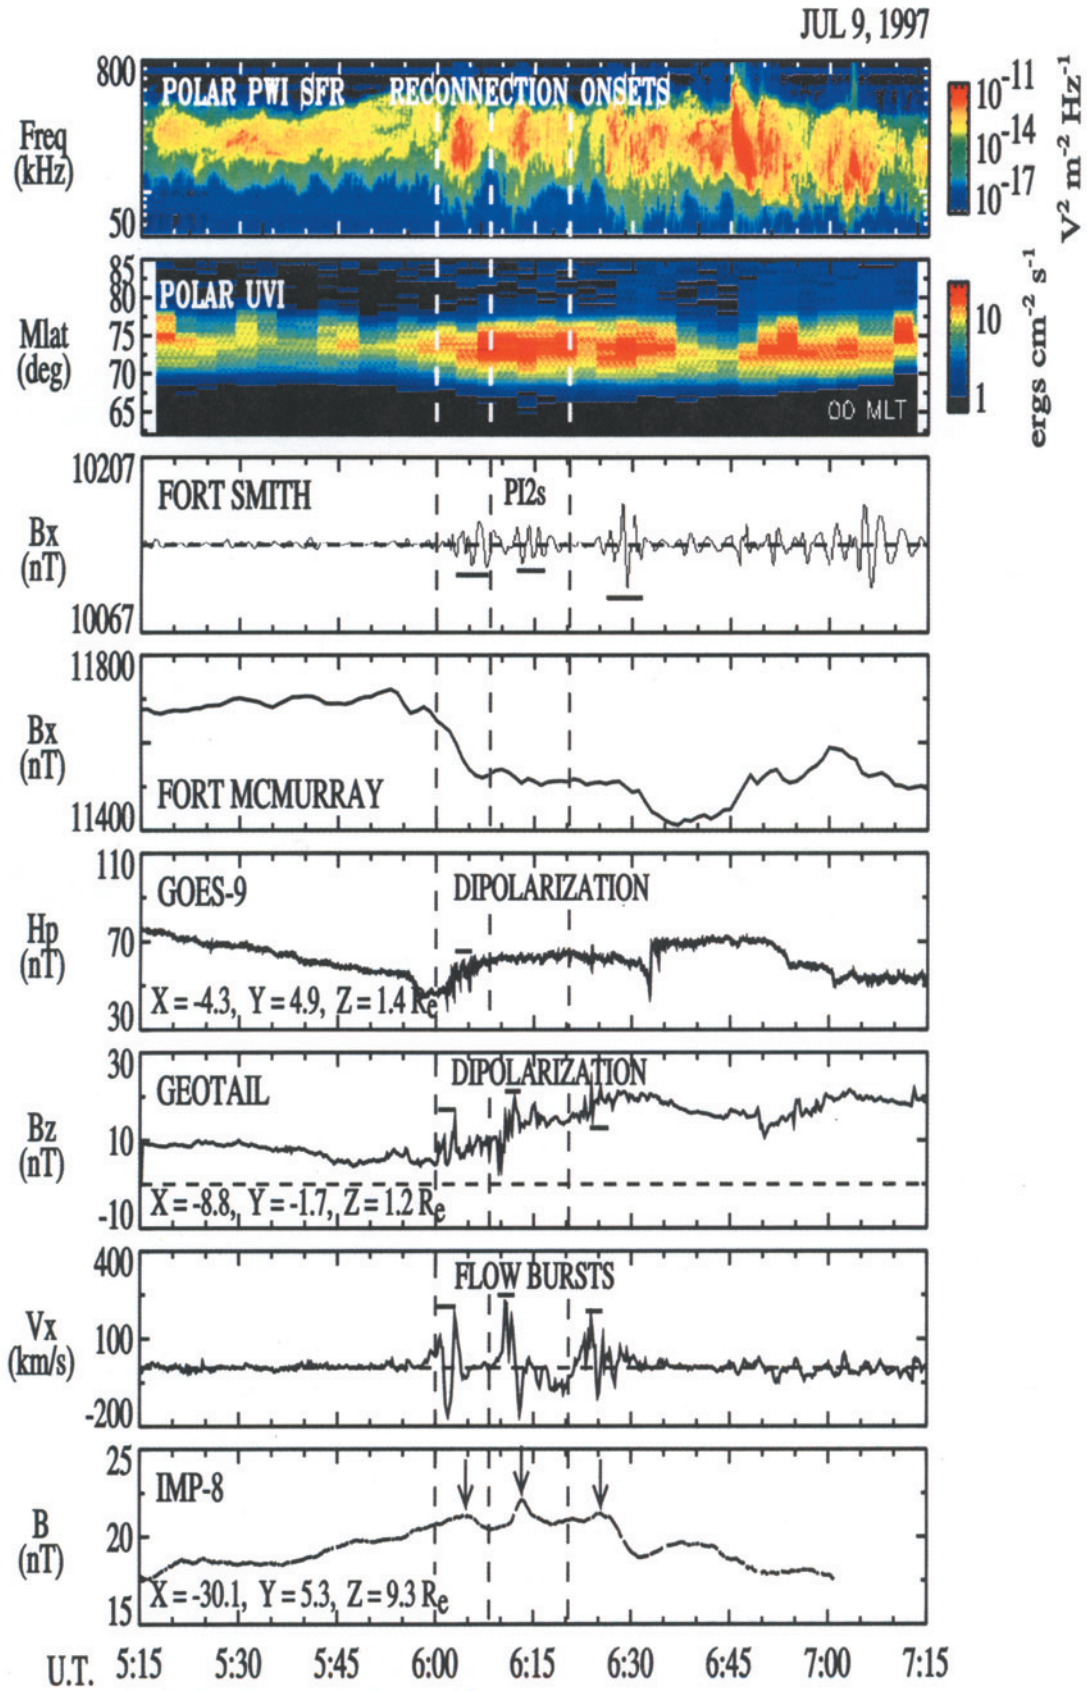 JUL 9, 1997
POLAR PWI SFR RECONNECTION ONSETS
800
Freq
(kHz)
50
10-11
10-14
10-17
V2 m-2 Hz-1
POLAR UVI
85
80
75
70
65
Mlat
(deg)
00 MLT
10
1
ergs cm-2 s-1
10207
FORT SMITH
PI2s
Bx
(nT)
10067
11800
Bx
(nT)
FORT MCMURRAY
11400
110
GOES-9
DIPOLARIZATION
Hp
(nT)
70
30
X = -4.3, Y = 4.9, Z = 1.4 Re
30
GEOTAIL
DIPOLARIZATION
Bz
(nT)
10
-10
X = -8.8, Y = -1.7, Z = 1.2 Re
400
FLOW BURSTS
Vx
(km/s)
100
-200
25
IMP-8
B
(nT)
20
15
X = -30.1, Y = 5.3, Z = 9.3 Re
U.T. 5:15 5:30 5:45 6:00 6:15 6:30 6:45 7:00 7:15